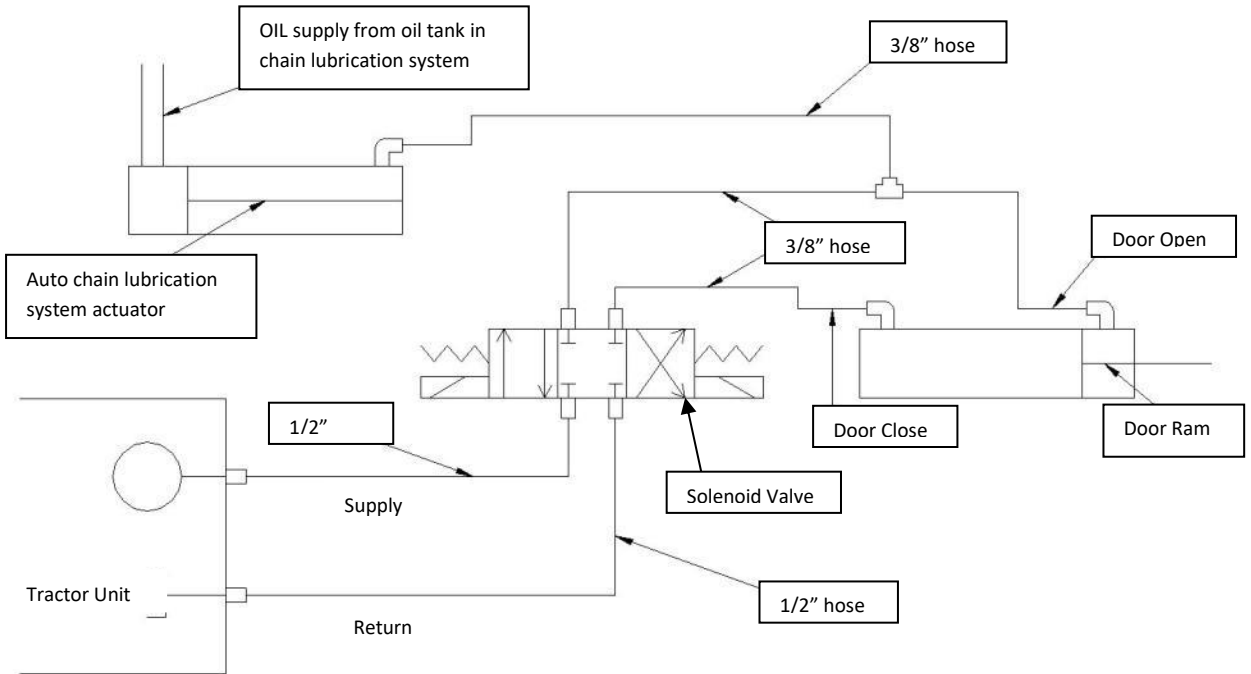 OIL supply from oil tank in
chain lubrication system
3/8” hose
Auto chain lubrication
system actuator
3/8” hose
Door Open
1/2”
Door Close
Door Ram
Supply
Solenoid Valve
Tractor Unit
1/2” hose
Return